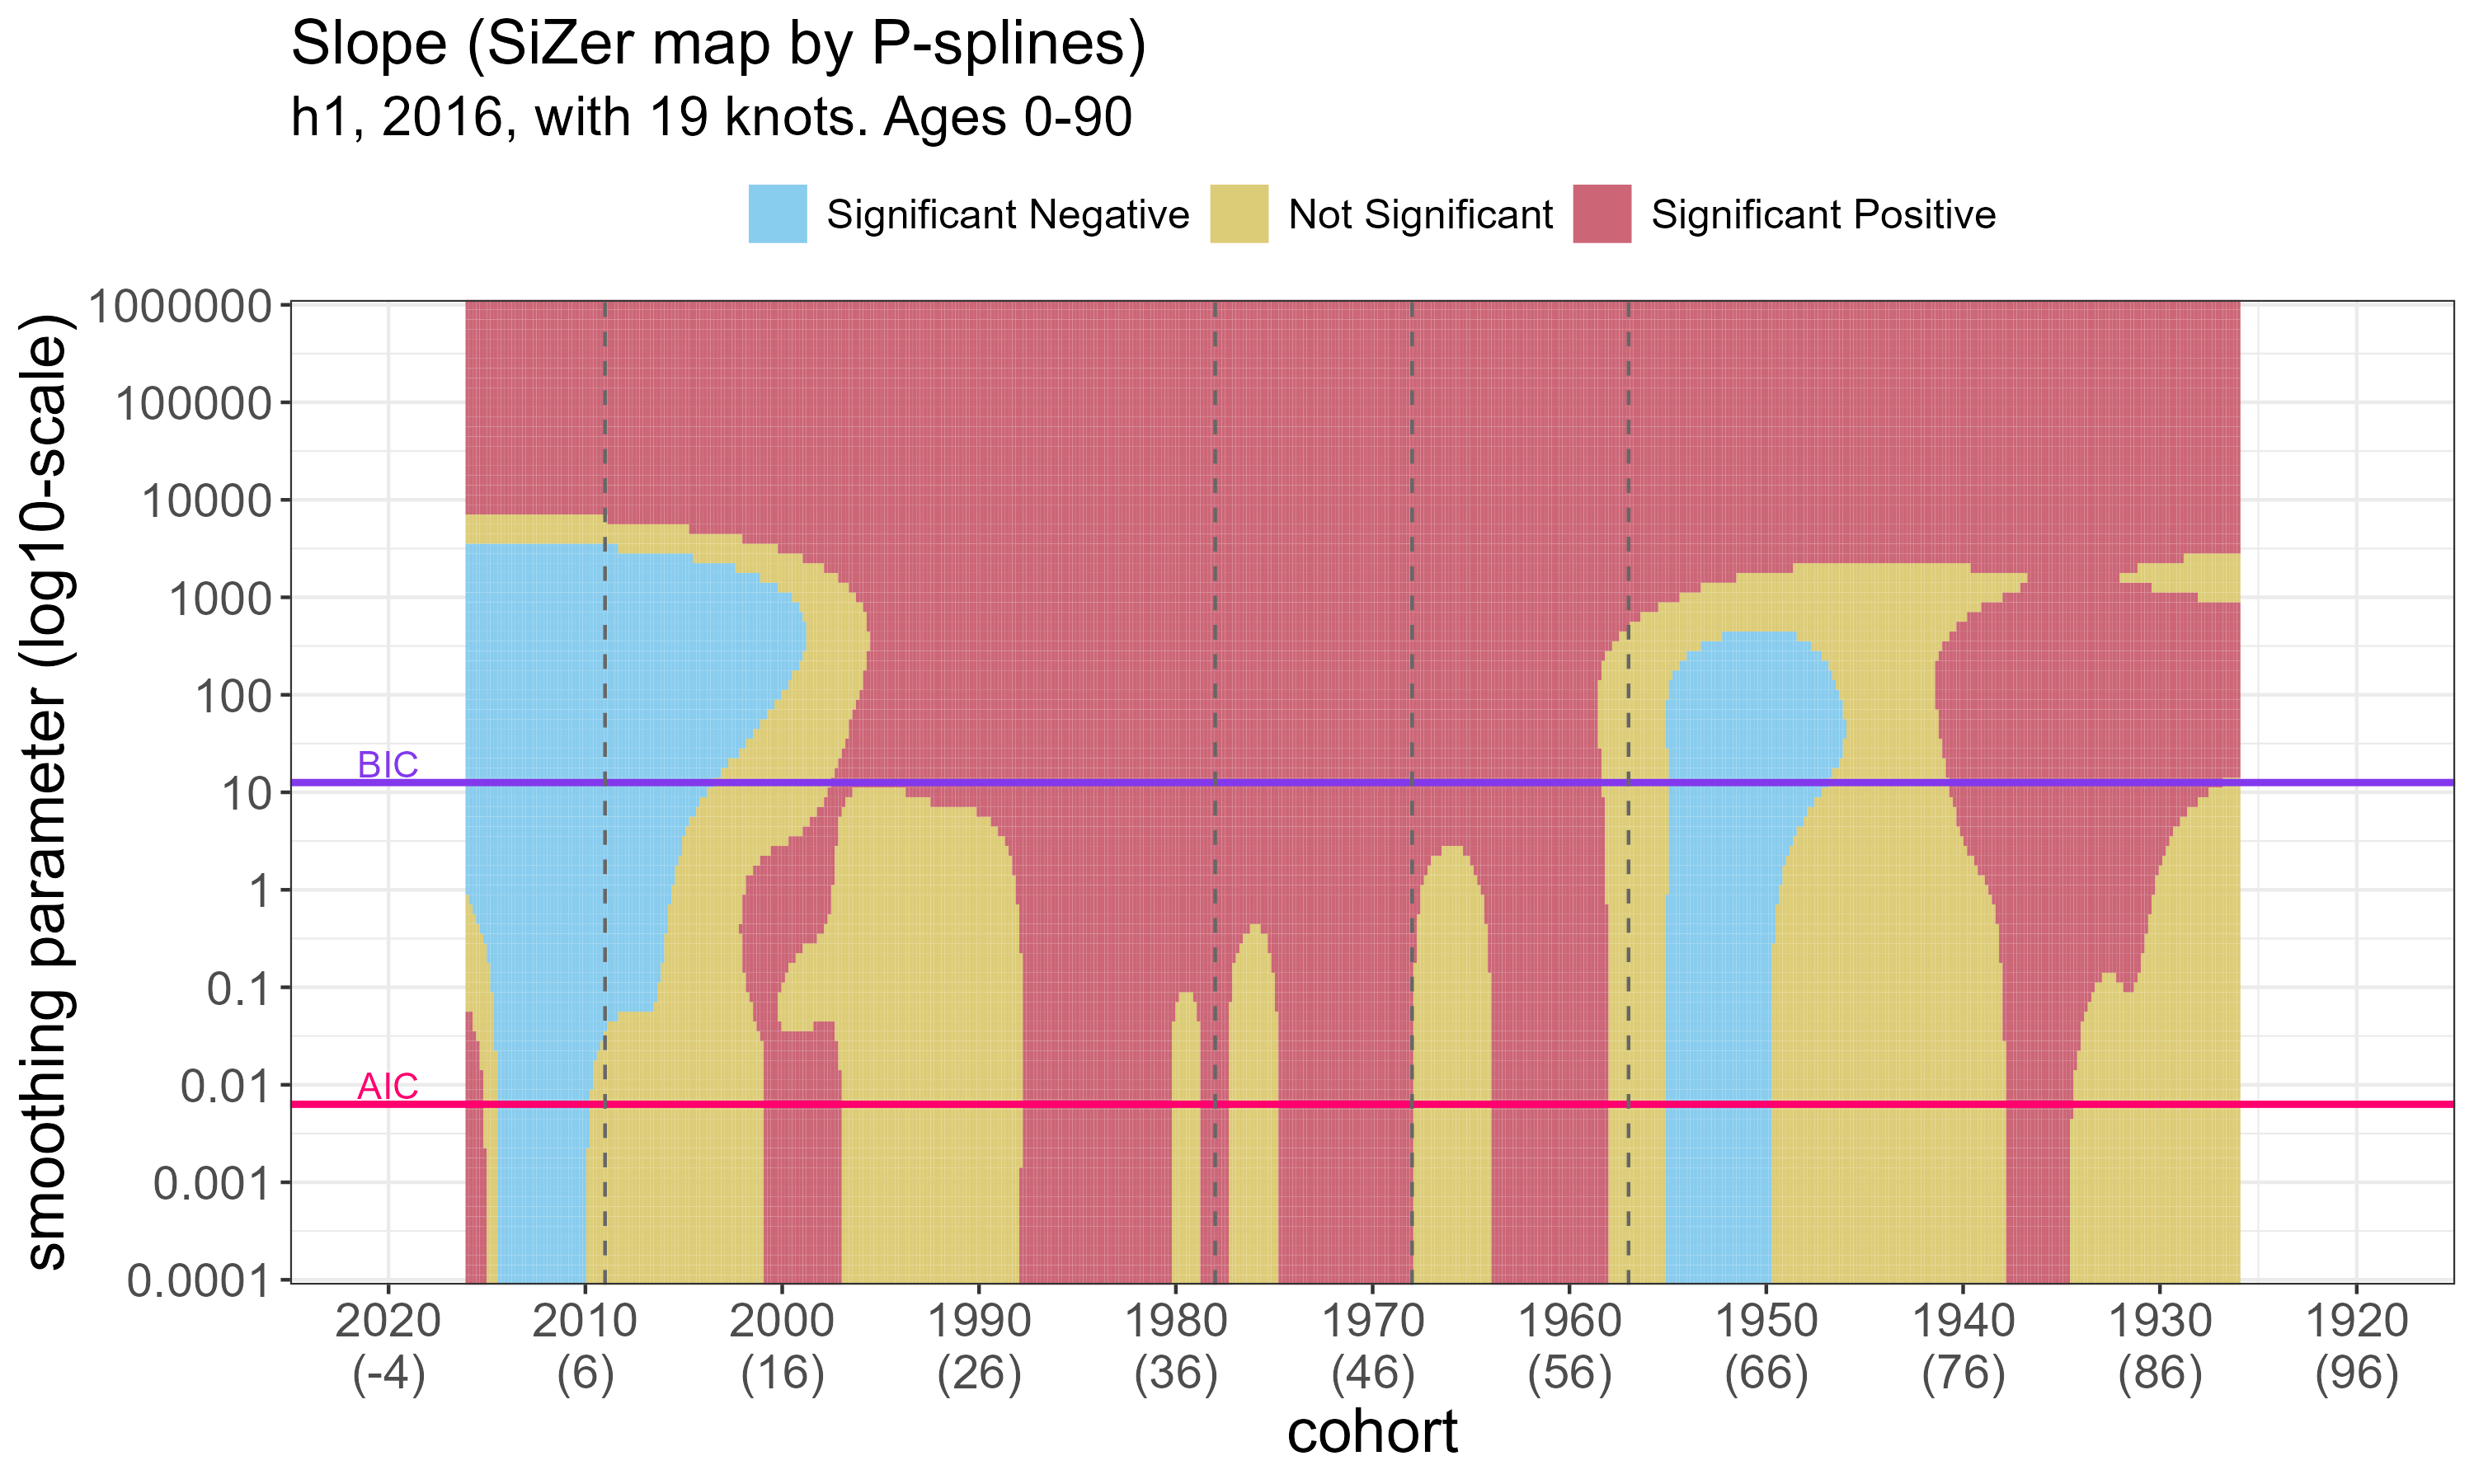 Slope (SiZer map by P-splines)
h1, 2016, with 19 knots. Ages 0-90
Significant Negative Not Significant Significant Positive
smoothing parameter (log10-scale)
1000000
100000
10000
1000
100
BIC
10
1
0.1
0.01
AIC
0.001
0.0001
2020 2010 2000 1990 1980 1970 1960 1950 1940 1930 1920
(-4) (6) (16) (26) (36) (46) (56) (66) (76) (86) (96)
cohort